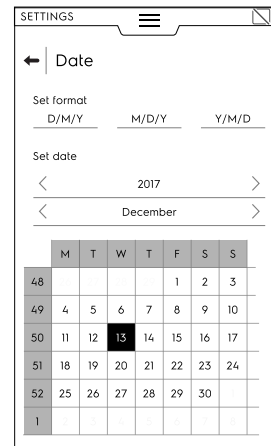 SETTINGS
Date
Set format
D/M/Y M/D/Y Y/M/D
Set date
2017
December
M T W T F S S
48 1 2 3
49 4 5 6 7 8 9 10
50 11 12 13 14 15 16 17
51 18 19 20 21 22 23 24
52 25 26 27 28 29 30
1